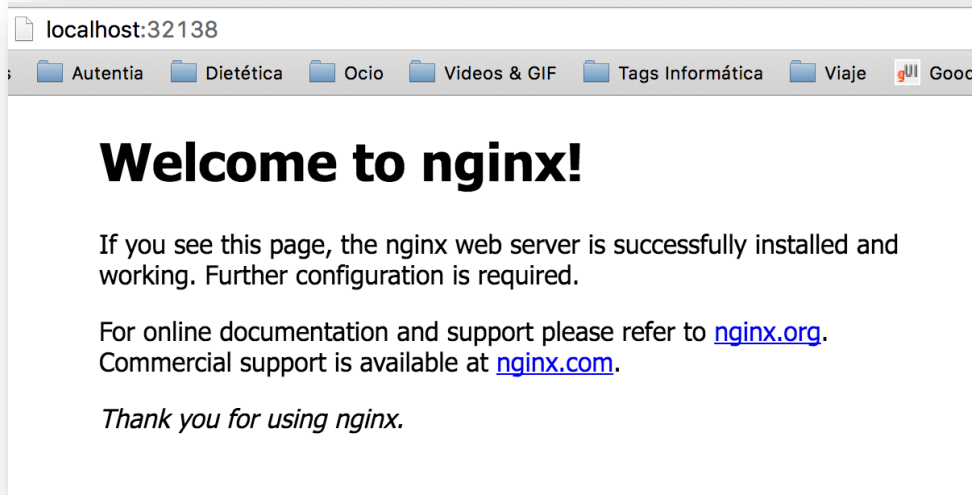 localhost:32138
s Autentia Dietética Ocio Videos & GIF Tags Informática Viaje gUI Good
Welcome to nginx!
If you see this page, the nginx web server is successfully installed and
working. Further configuration is required.
For online documentation and support please refer to nginx.org.
Commercial support is available at nginx.com.
Thank you for using nginx.